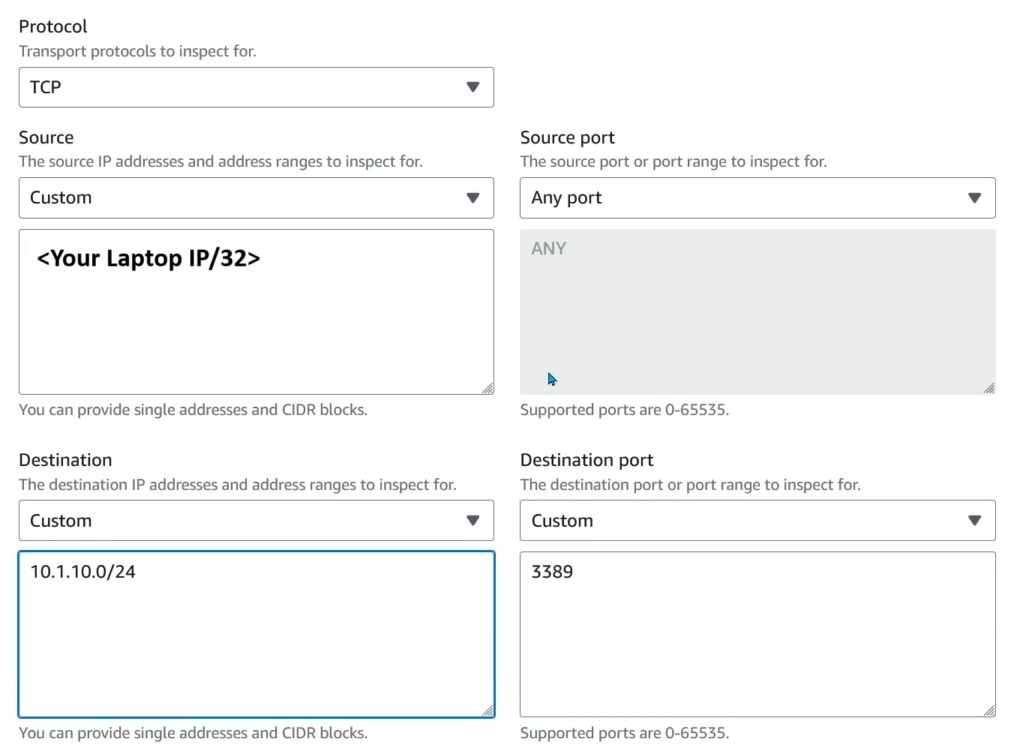 Protocol
Transport protocols to inspect for.
TCP
Source
The source IP addresses and address ranges to inspect for.
Custom
<Your Laptop IP/32>
You can provide single addresses and CIDR blocks.
Source port
The source port or port range to inspect for.
Any port
ANY
Supported ports are 0-65535.
Destination
The destination IP addresses and address ranges to inspect for.
Custom
10.1.10.0/24
You can provide single addresses and CIDR blocks.
Destination port
The destination port or port range to inspect for.
Custom
3389
Supported ports are 0-65535.